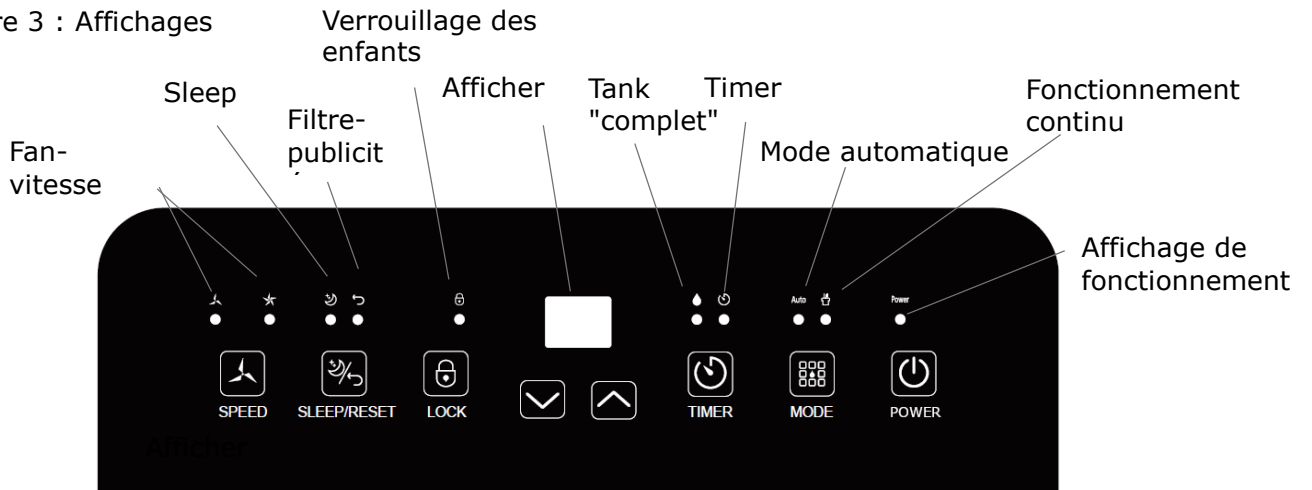 re 3 : Affichages
Verrouillage des
enfants
Sleep
Afficher
Tank
"complet"
Timer
Fonctionnement
continu
Filtre-
publicit
Fan-
vitesse
Mode automatique
Affichage de
fonctionnement
Auto
Power
SPEED
SLEEP/RESET
LOCK
TIMER
MODE
POWER
Afficher